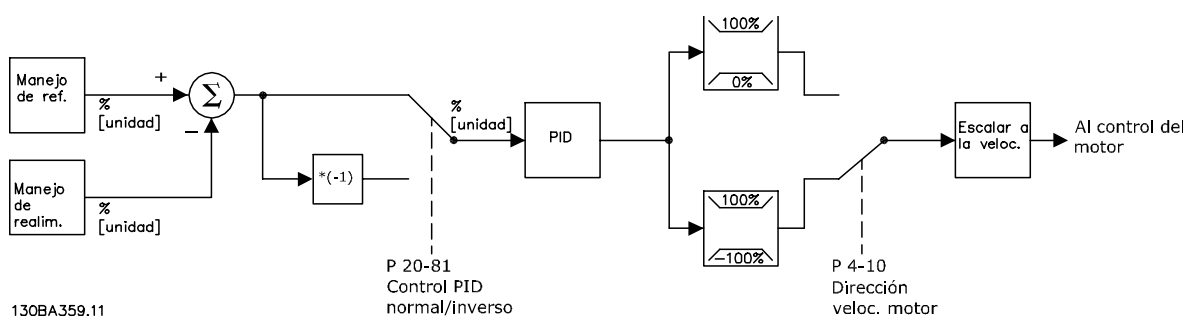 Manejo
de ref.
%
[unidad]
+
Σ
−
Manejo
de
realim.
%
[unidad]
*(-1)
P 20-81
Control PID
normal/inverso
%
[unidad]
PID
100%
0%
100%
−100%
P 4-10
Dirección
veloc. motor
Escalar a
la veloc.
Al control del
motor
130BA359.11